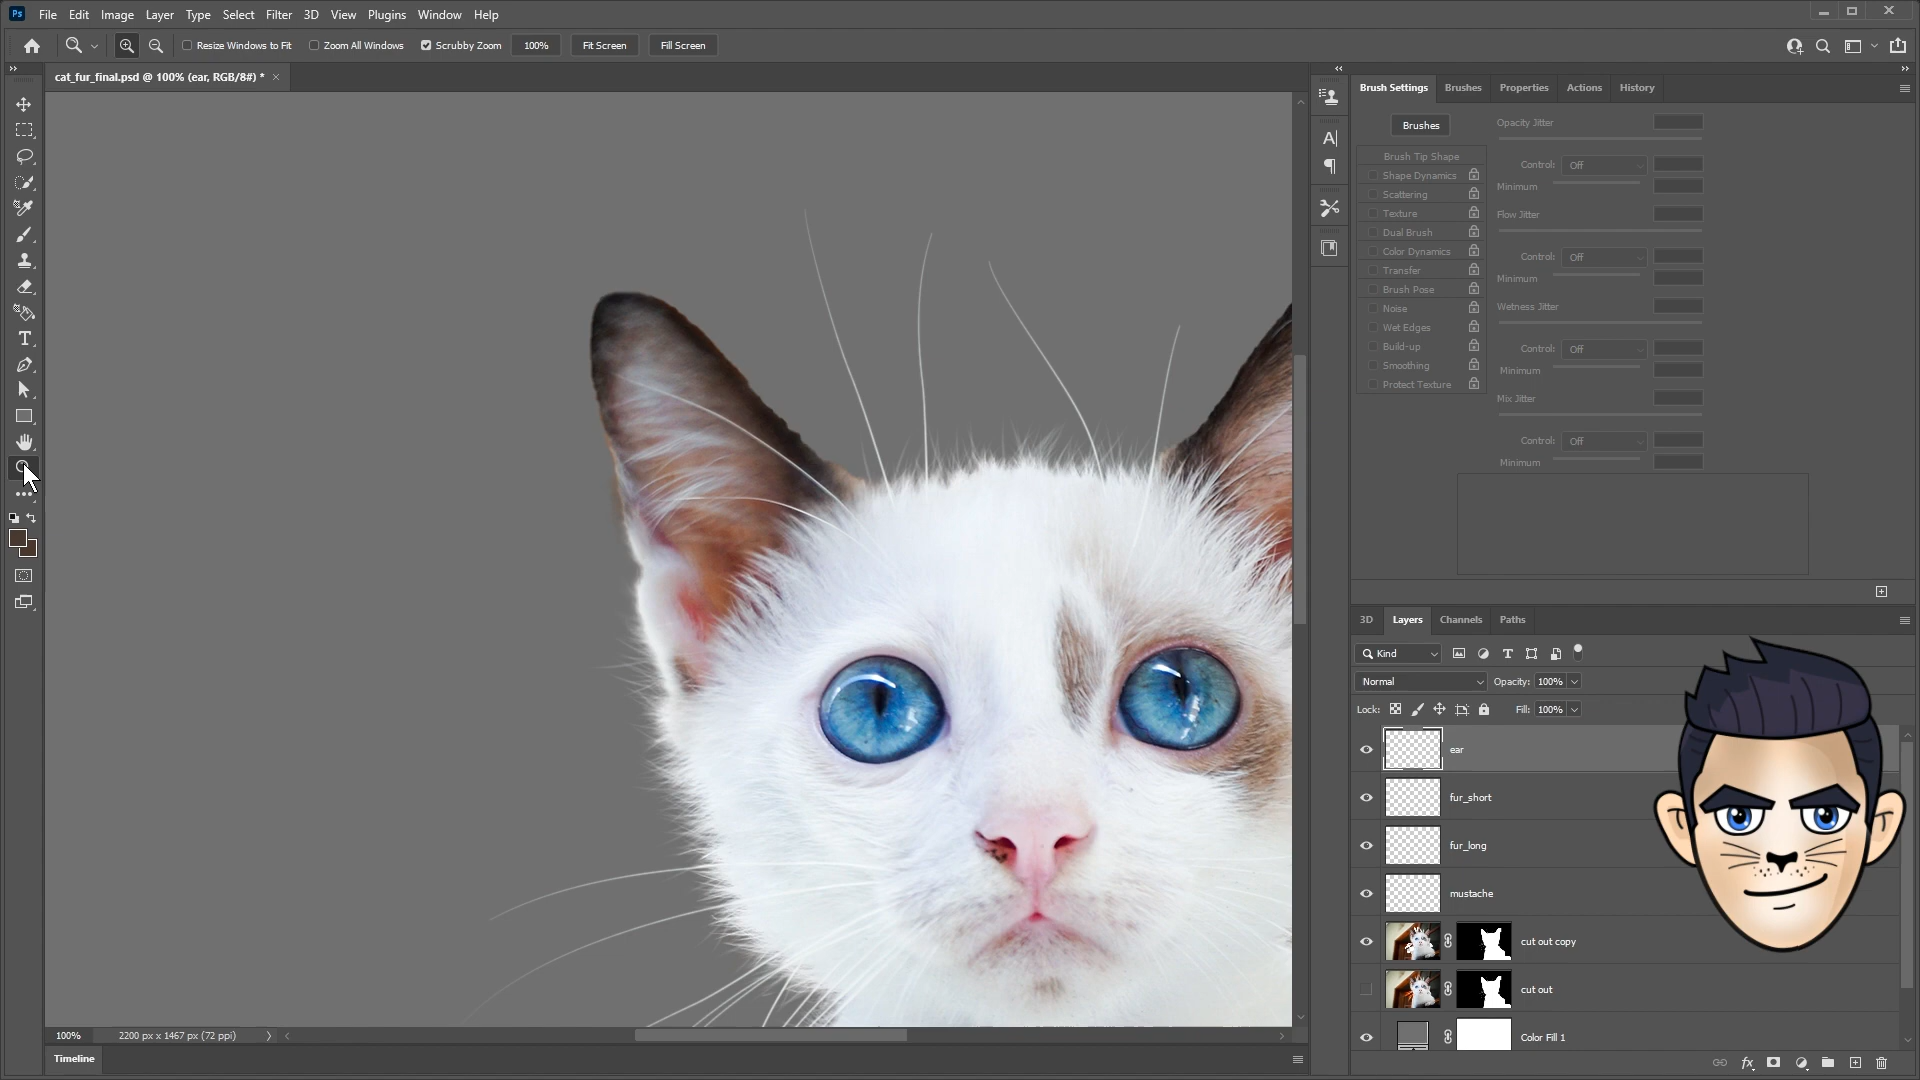 Ps File Edit Image Layer Type Select Filter 3D View Plugins Window Help
Resize Windows to Fit Zoom All Windows Scrubby Zoom 100% Fit Screen Fill Screen
cat_fur_final.psd @ 100% (ear, RGB/8#) *
Brush Settings Brushes Properties Actions History
Brushes
Opacity Jitter
Brush Tip Shape
Control: Off
Shape Dynamics
Minimum
Scattering
Texture
Flow Jitter
Dual Brush
Color Dynamics
Control: Off
Transfer
Minimum
Brush Pose
Noise
Wetness Jitter
Wet Edges
Build-up
Control: Off
Smoothing
Minimum
Protect Texture
Mix Jitter
Control: Off
Minimum
3D Layers Channels Paths
Kind
Normal Opacity: 100%
Lock: Fill: 100%
ear
fur_short
fur_long
mustache
cut out copy
cut out
Color Fill 1
fx
100% 2200 px x 1467 px (72 ppi)
Timeline